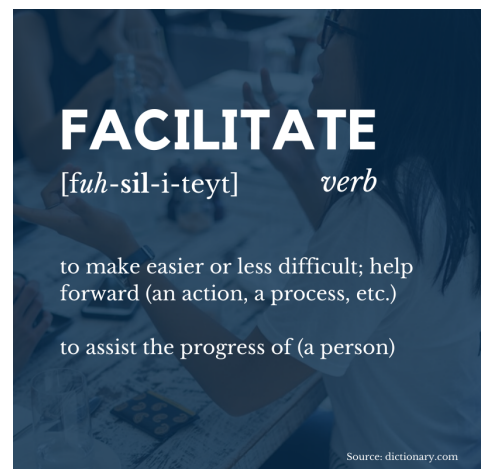 FACILITATE
[fuh-sil-i-teyt] verb
to make easier or less difficult; help
forward (an action, a process, etc.)
to assist the progress of (a person)
Source: dictionary.com